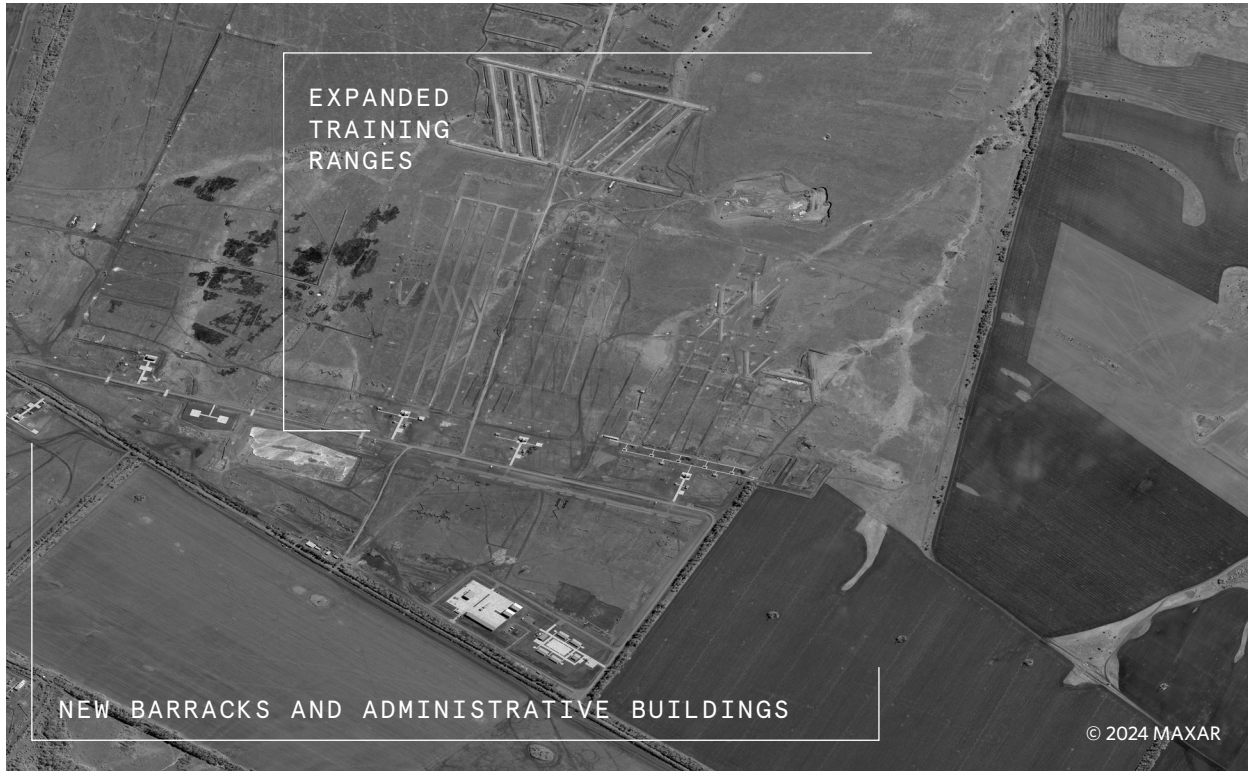 EXPANDED
TRAINING
RANGES
NEW BARRACKS AND ADMINISTRATIVE BUILDINGS
© 2024 MAXAR